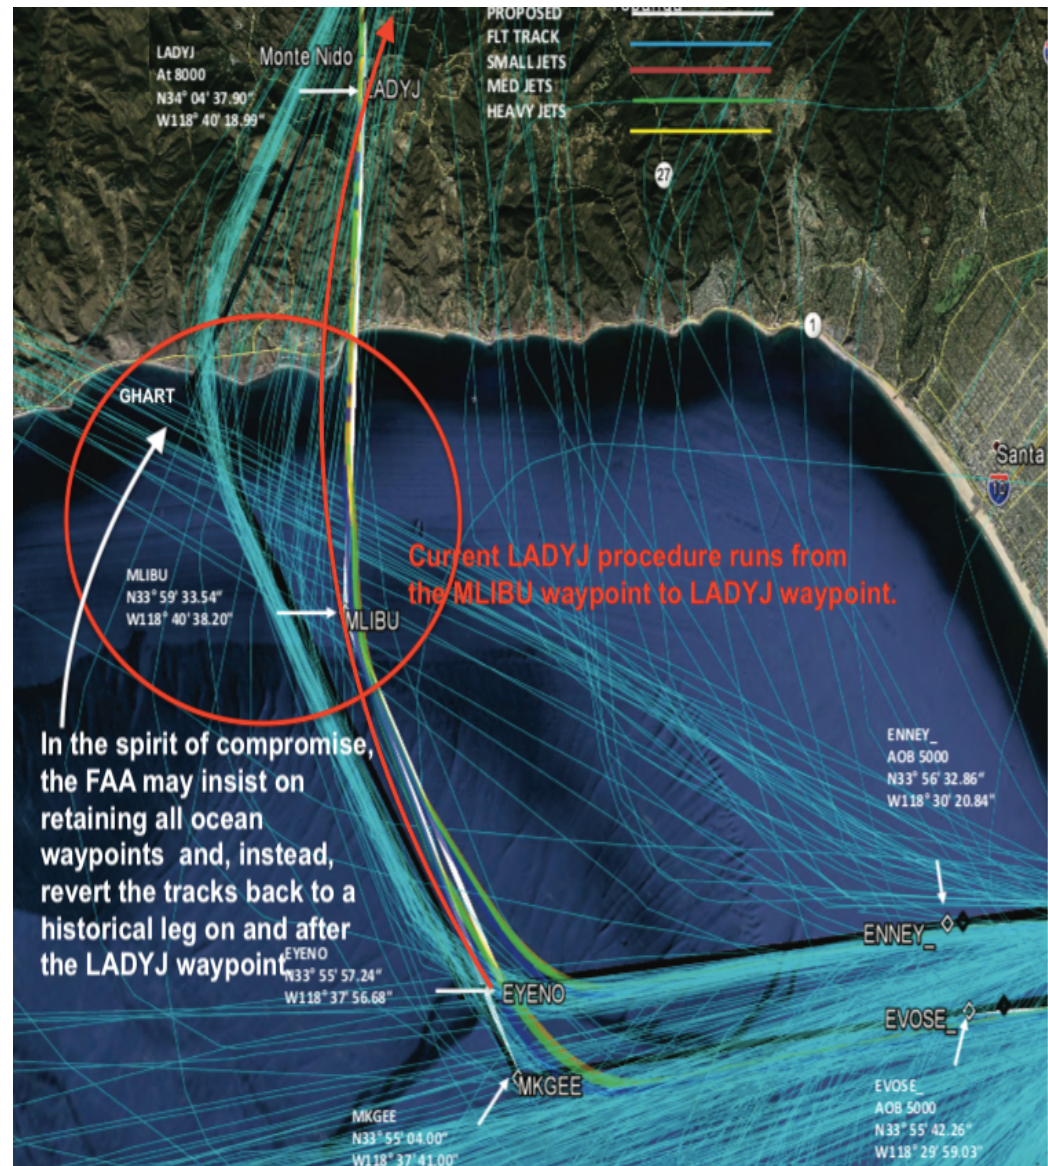 PROPOSED
FLT TRACK
SMALL JETS
MED JETS
HEAVY JETS
LADYJ
At 8000
N34° 04' 37.90"
W118° 40' 18.99"
Monte Nido
LADYJ
27
1
GHART
Santa
10
MLIBU
N33° 59' 33.54"
W118° 40' 38.20"
MLIBU
Current LADYJ procedure runs from
the MLIBU waypoint to LADYJ waypoint.
In the spirit of compromise,
the FAA may insist on
retaining all ocean
waypoints and, instead,
revert the tracks back to a
historical leg on and after
the LADYJ waypoint.
ENNEY_
AOB 5000
N33° 56' 32.86"
W118° 30' 20.84"
ENNEY_
EYENO
N33° 55' 57.24"
W118° 37' 56.68"
EYENO
EVOSE_
MKGEE
EVOSE_
AOB 5000
N33° 55' 42.26"
W118° 29' 59.03"
MKGEE
N33° 55' 04.00"
W118° 37' 41.00"